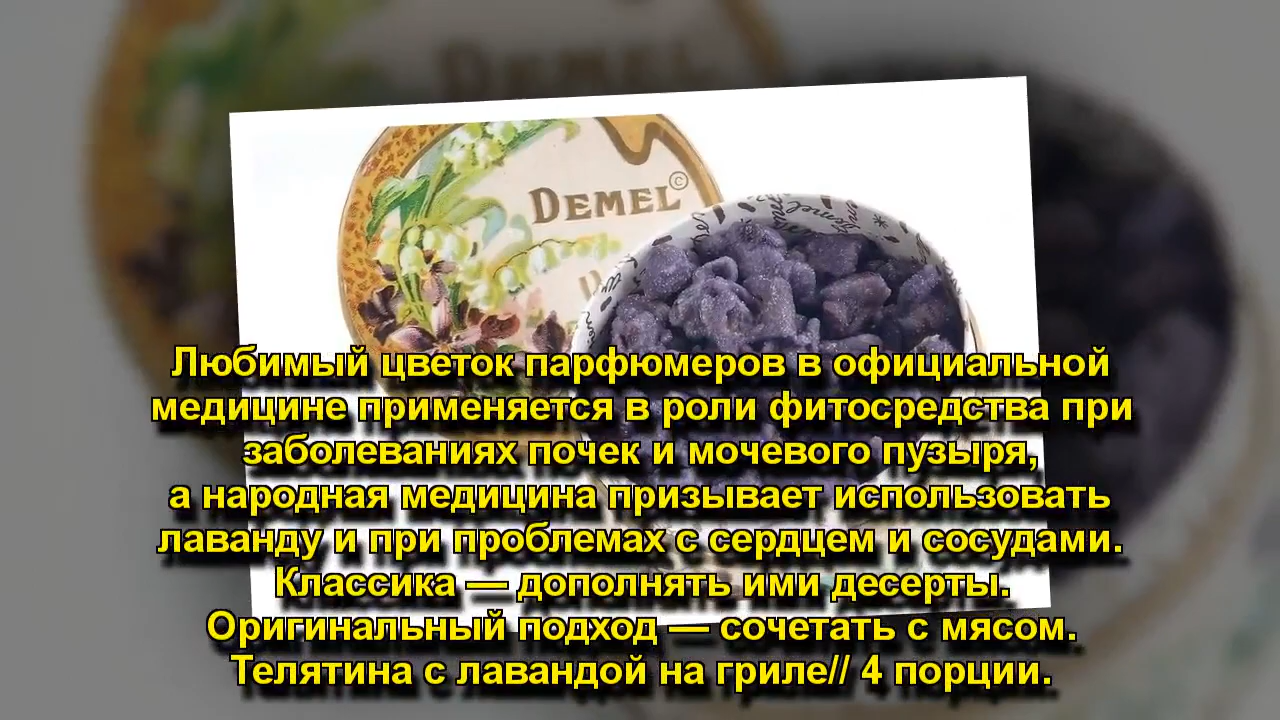 DEMEL ©
Любимый цветок парфюмеров в официальной
медицине применяется в роли фитосредства при
заболеваниях почек и мочевого пузыря,
а народная медицина призывает использовать
лаванду и при проблемах с сердцем и сосудами.
Классика — дополнять ими десерты.
Оригинальный подход — сочетать с мясом.
Телятина с лавандой на гриле// 4 порции.